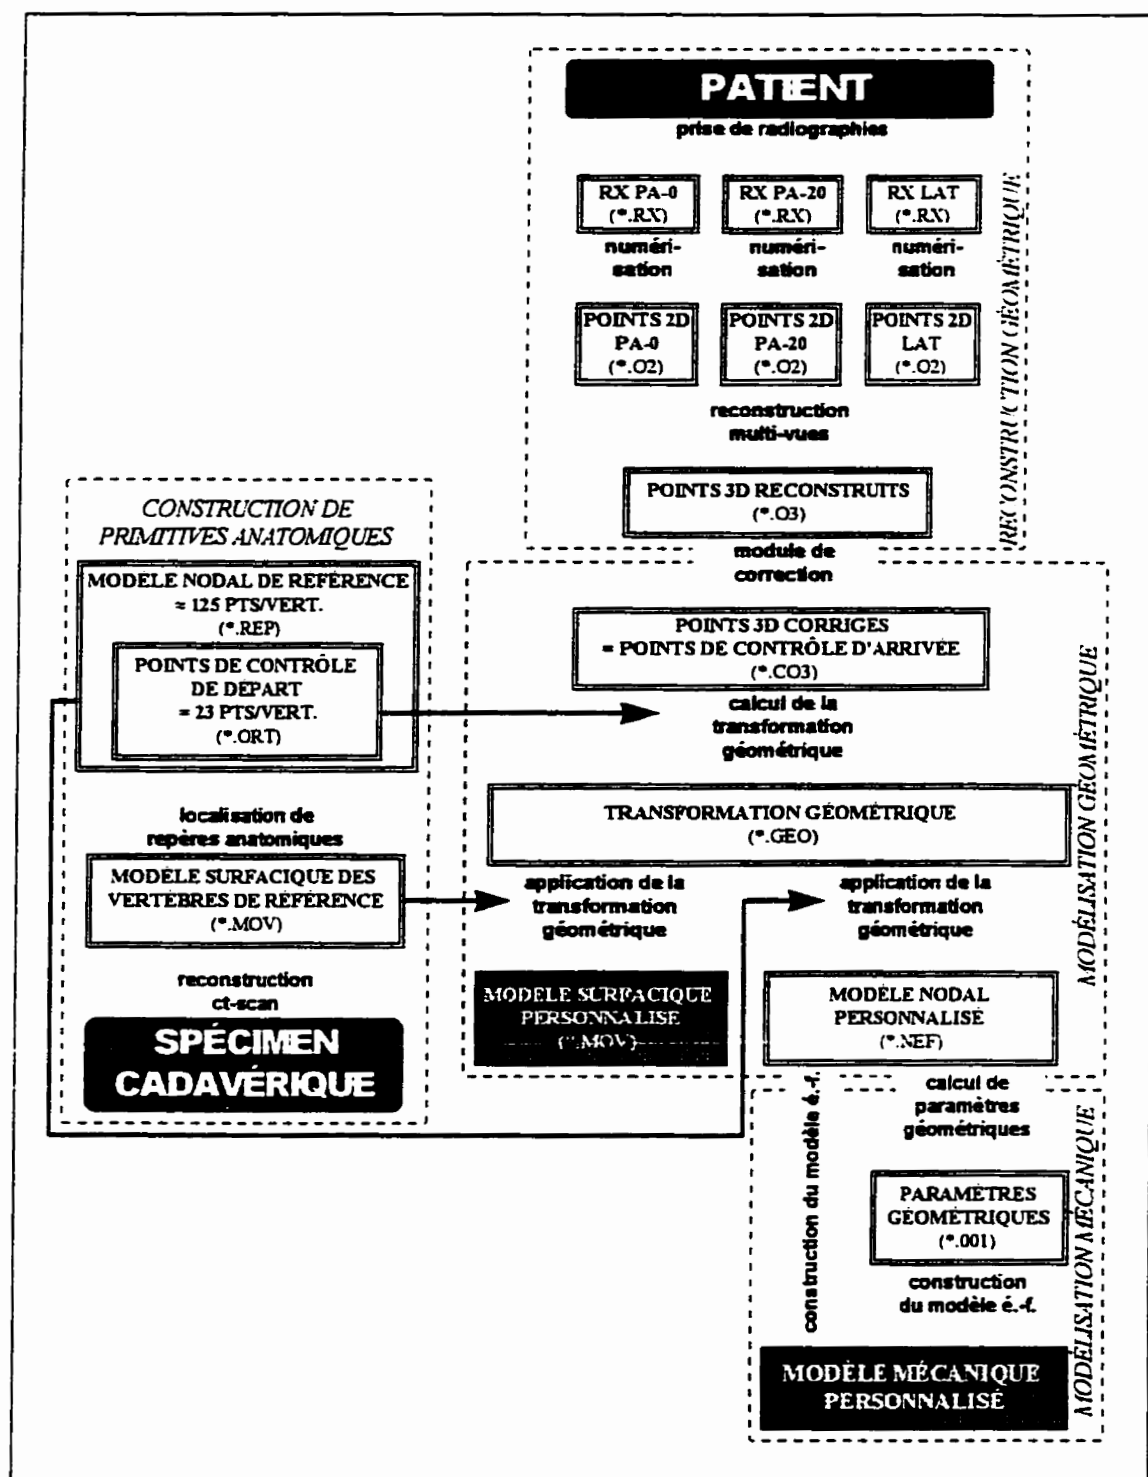 PATIENT
prise de radiographies
RX PA-0
(*.RX)
RX PA-20
(*.RX)
RX LAT
(*.RX)
numéri-
sation
numéri-
sation
numéri-
sation
POINTS 2D
PA-0
(*.O2)
POINTS 2D
PA-20
(*.O2)
POINTS 2D
LAT
(*.O2)
reconstruction
multi-vues
POINTS 3D RECONSTRUITS
(*.O3)
RECONSTRUCTION GÉOMÉTRIQUE
CONSTRUCTION DE
PRIMITIVES ANATOMIQUES
MODÈLE NODAL DE RÉFÉRENCE
≈ 125 PTS/VERT.
(*.REP)
POINTS DE CONTRÔLE
DE DÉPART
= 23 PTS/VERT.
(*.ORT)
localisation de
repères anatomiques
MODÈLE SURFACIQUE DES
VERTÈBRES DE RÉFÉRENCE
(*.MOV)
reconstruction
ct-scan
SPÉCIMEN
CADAVÉRIQUE
module de
correction
POINTS 3D CORRIGES
= POINTS DE CONTRÔLE D'ARRIVÉE
(*.CO3)
calcul de la
transformation
géométrique
TRANSFORMATION GÉOMÉTRIQUE
(*.GEO)
application de la
transformation
géométrique
application de la
transformation
géométrique
MODÈLE SURFACIQUE
PERSONNALISÉ
(*.MOV)
MODÈLE NODAL
PERSONNALISÉ
(*.NEF)
MODÉLISATION GÉOMÉTRIQUE
construction du modèle é.-f.
calcul de
paramètres
géométriques
PARAMÈTRES
GÉOMÉTRIQUES
(*.001)
construction
du modèle é.-f.
MODÈLE MÉCANIQUE
PERSONNALISÉ
MODÉLISATION MÉCANIQUE